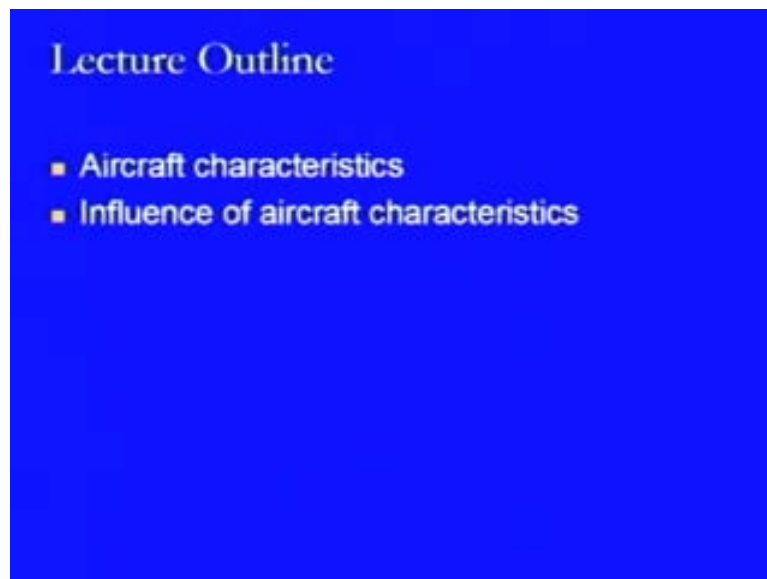 Lecture Outline
Aircraft characteristics
Influence of aircraft characteristics